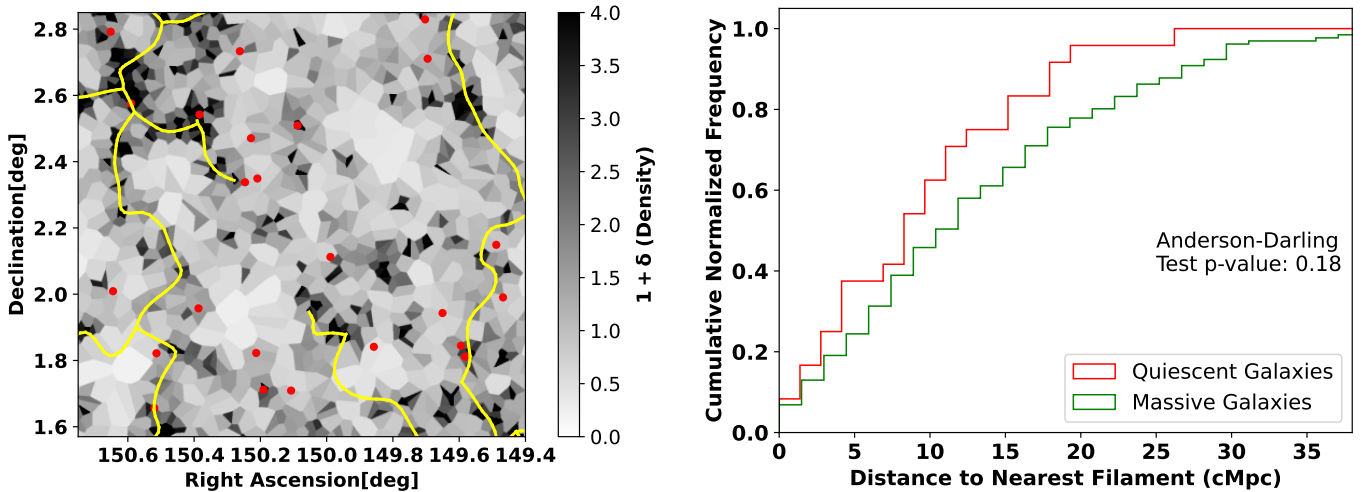 2.8
2.6
2.4
2.2
2.0
1.8
1.6
Declination[deg]
150.6 150.4 150.2 150.0 149.8 149.6 149.4
Right Ascension[deg]
4.0
3.5
3.0
2.5
2.0
1.5
1.0
0.5
0.0
1 + δ (Density)
1.0
0.8
0.6
0.4
0.2
0.0
Cumulative Normalized Frequency
Anderson-Darling
Test p-value: 0.18
Quiescent Galaxies
Massive Galaxies
0 5 10 15 20 25 30 35
Distance to Nearest Filament (cMpc)